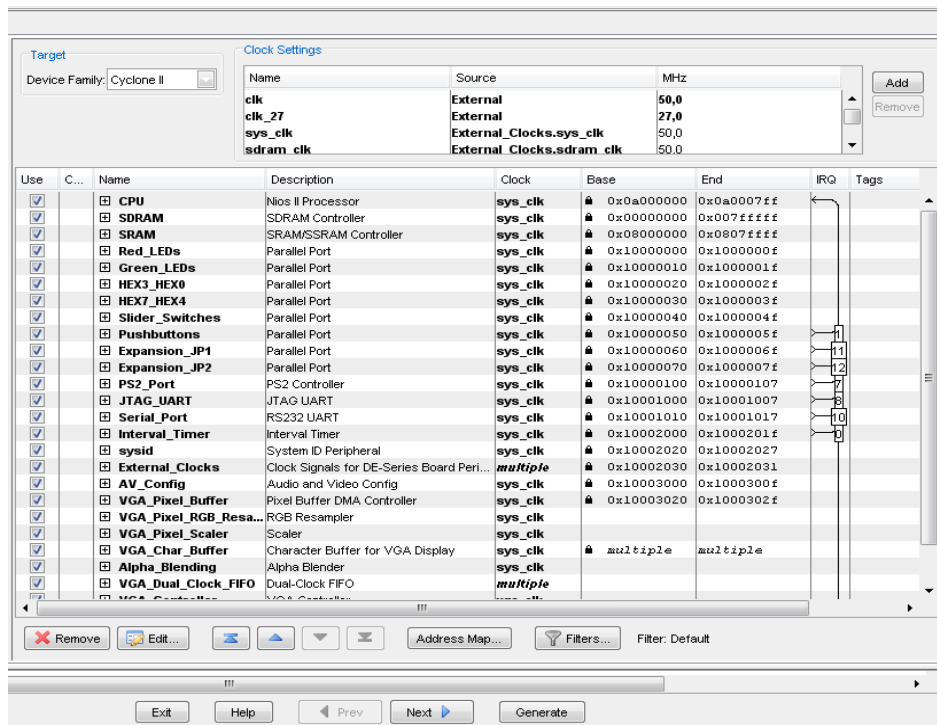 Target
Device Family: Cyclone II
Clock Settings
Name Source MHz
clk External 50,0
clk_27 External 27,0
sys_clk External_Clocks.sys_clk 50,0
sdram_clk External_Clocks.sdram_clk 50,0
Add
Remove
Use C... Name Description Clock Base End IRQ Tags
CPU Nios II Processor sys_clk 0x0a000000 0x0a0007ff
SDRAM SDRAM Controller sys_clk 0x00000000 0x007fffff
SRAM SRAM/SSRAM Controller sys_clk 0x08000000 0x0807ffff
Red_LEDs Parallel Port sys_clk 0x10000000 0x1000000f
Green_LEDs Parallel Port sys_clk 0x10000010 0x1000001f
HEX3_HEX0 Parallel Port sys_clk 0x10000020 0x1000002f
HEX7_HEX4 Parallel Port sys_clk 0x10000030 0x1000003f
Slider_Switches Parallel Port sys_clk 0x10000040 0x1000004f
Pushbuttons Parallel Port sys_clk 0x10000050 0x1000005f 1
Expansion_JP1 Parallel Port sys_clk 0x10000060 0x1000006f 11
Expansion_JP2 Parallel Port sys_clk 0x10000070 0x1000007f 12
PS2_Port PS2 Controller sys_clk 0x10000100 0x10000107 7
JTAG_UART JTAG UART sys_clk 0x10001000 0x10001007 8
Serial_Port RS232 UART sys_clk 0x10001010 0x10001017 10
Interval_Timer Interval Timer sys_clk 0x10002000 0x1000201f 0
sysid System ID Peripheral sys_clk 0x10002020 0x10002027
External_Clocks Clock Signals for DE-Series Board Peri... multiple 0x10002030 0x10002031
AV_Config Audio and Video Config sys_clk 0x10003000 0x1000300f
VGA_Pixel_Buffer Pixel Buffer DMA Controller sys_clk 0x10003020 0x1000302f
VGA_Pixel_RGB_Resa... RGB Resampler sys_clk
VGA_Pixel_Scaler Scaler sys_clk
VGA_Char_Buffer Character Buffer for VGA Display sys_clk multiple multiple
Alpha_Blending Alpha Blender sys_clk
VGA_Dual_Clock_FIFO Dual-Clock FIFO multiple
VGA_Controller VGA Controller
Remove Edit... Address Map... Filters... Filter: Default
Exit Help Prev Next Generate